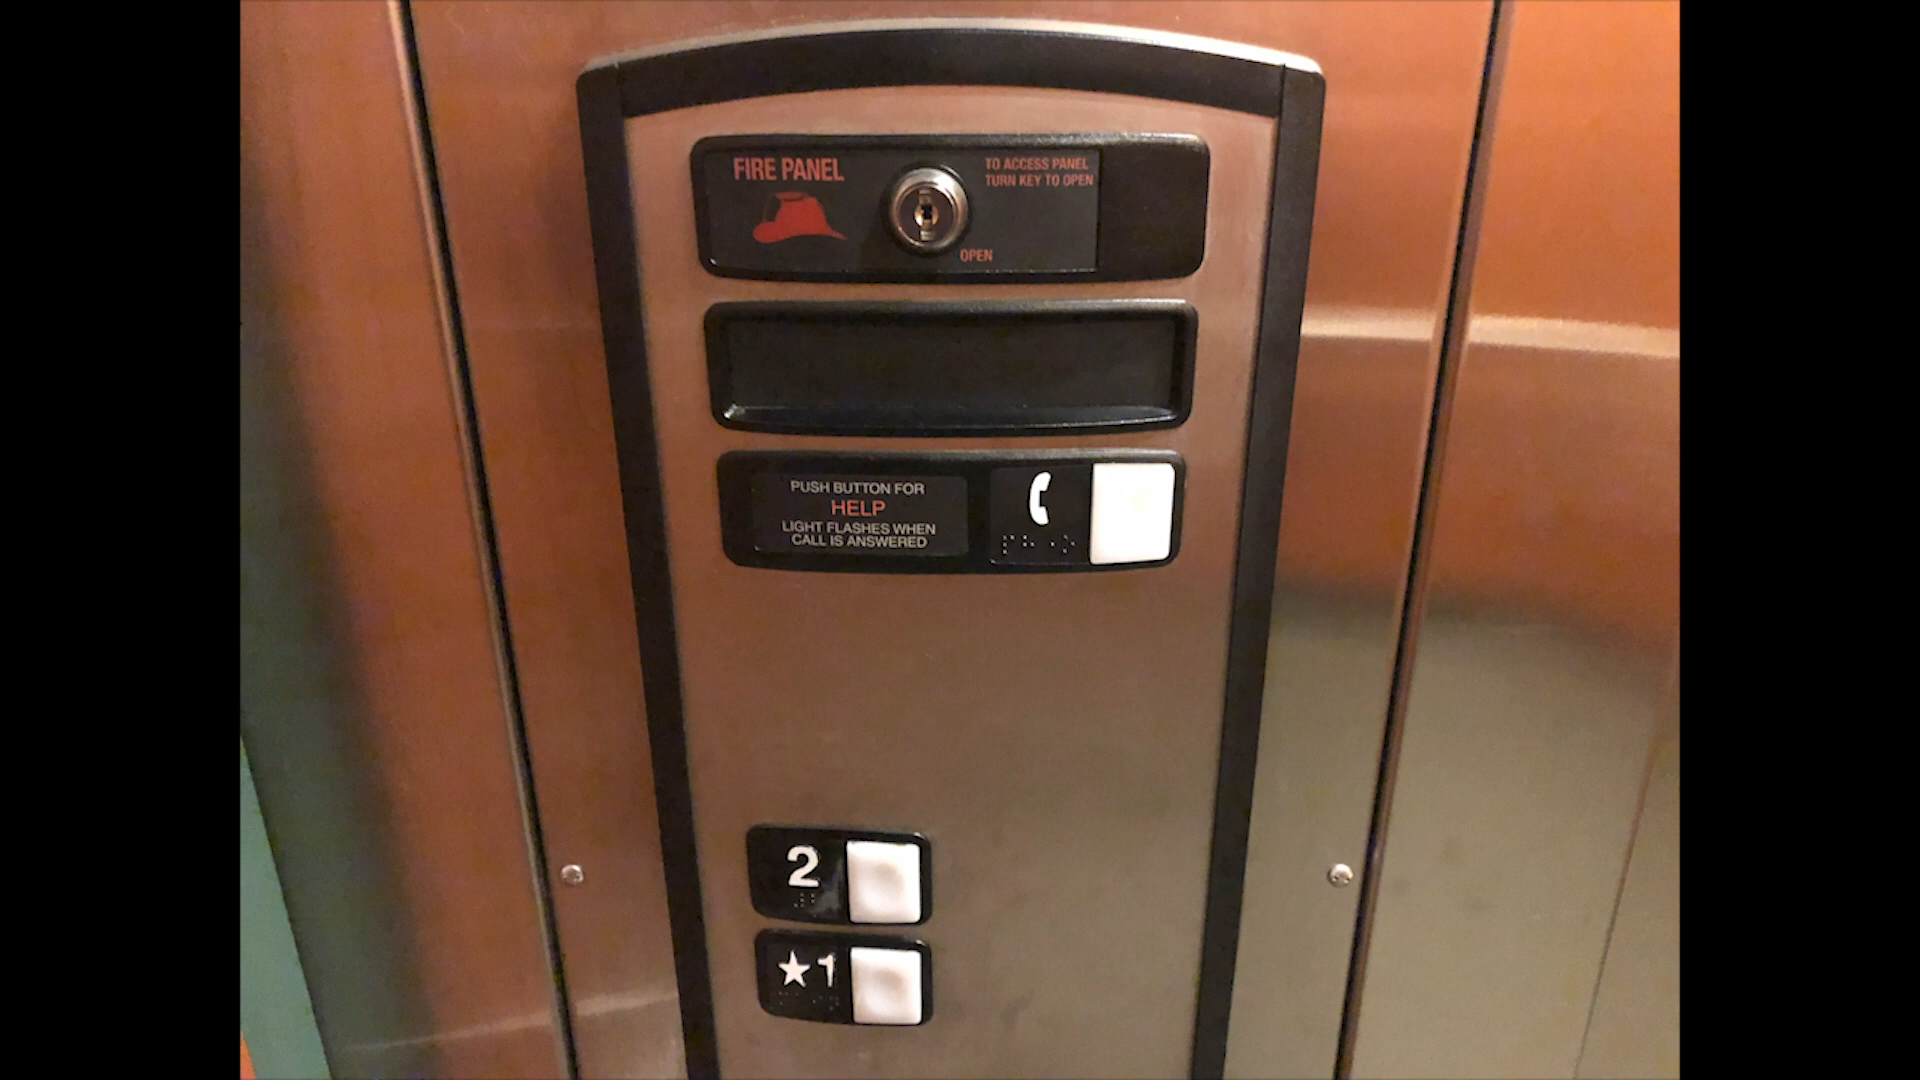 FIRE PANEL
TO ACCESS PANEL
TURN KEY TO OPEN
OPEN
PUSH BUTTON FOR
HELP
LIGHT FLASHES WHEN
CALL IS ANSWERED
2
★1